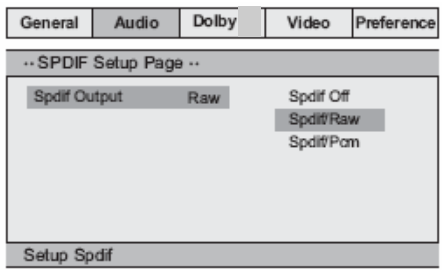 General Audio Dolby Video Preference
·· SPDIF Setup Page ··
Spdif Output Raw Spdif Off
Spdif/Raw
Spdif/Pcm
Setup Spdif